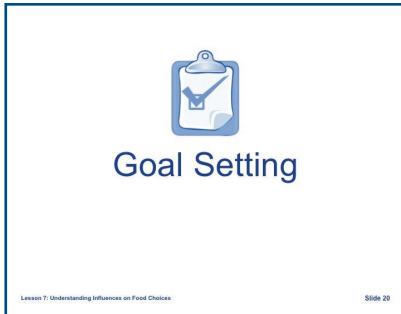 Goal Setting
Lesson 7: Understanding Influences on Food Choices
Slide 20